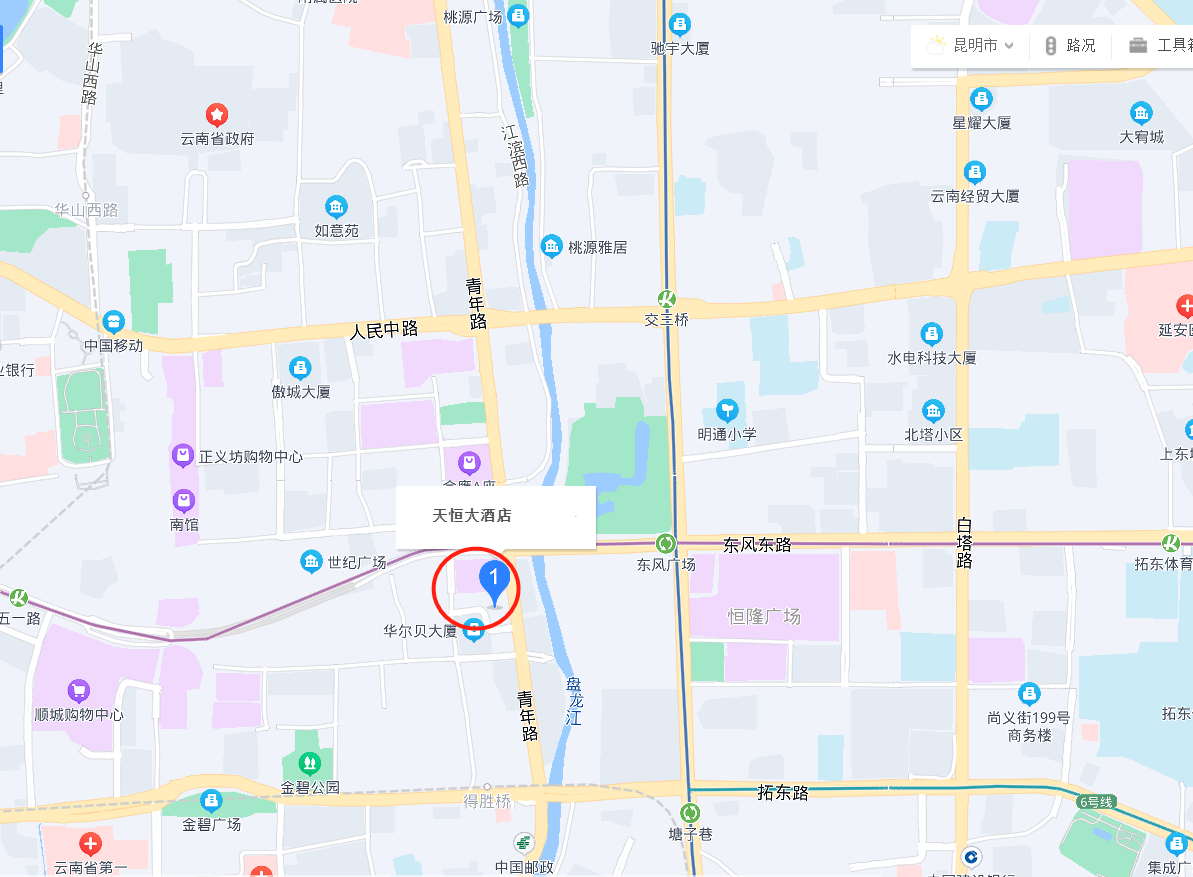 桃源广场
驰宇大厦
昆明市
路况
华山西路
星耀大厦
大宥城
云南省政府
江滨西路
云南经贸大厦
华山西路
如意苑
桃源雅居
青年路
交三桥
人民中路
中国移动
水电科技大厦
业银行
傲城大厦
明通小学
北塔小区
正义坊购物中心
南馆
天恒大酒店
白塔路
东风东路
世纪广场
东风广场
拓东体育
五一路
1
恒隆广场
华尔贝大厦
盘龙江
顺城购物中心
青年路
尚义街199号
商务楼
金碧公园
得胜桥
拓东路
6号线
金碧广场
塘子巷
云南省第一
中国邮政
集成广